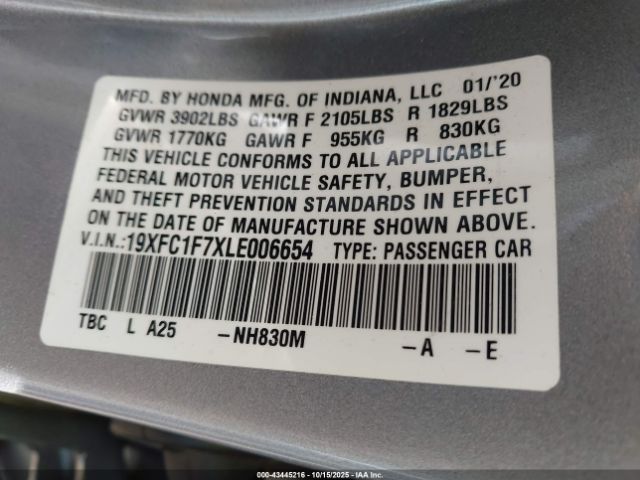 MFD. BY HONDA MFG. OF INDIANA, LLC 01/'20
GVWR 3902LBS GAWR F 2105LBS R 1829LBS
GVWR 1770KG GAWR F 955KG R 830KG
THIS VEHICLE CONFORMS TO ALL APPLICABLE
FEDERAL MOTOR VEHICLE SAFETY, BUMPER,
AND THEFT PREVENTION STANDARDS IN EFFECT
ON THE DATE OF MANUFACTURE SHOWN ABOVE.
V.I.N.:19XFC1F7XLE006654 TYPE: PASSENGER CAR
TBC L A25 -NH830M -A -E
000-43445216 | 10/15/2025 | IAA Inc.